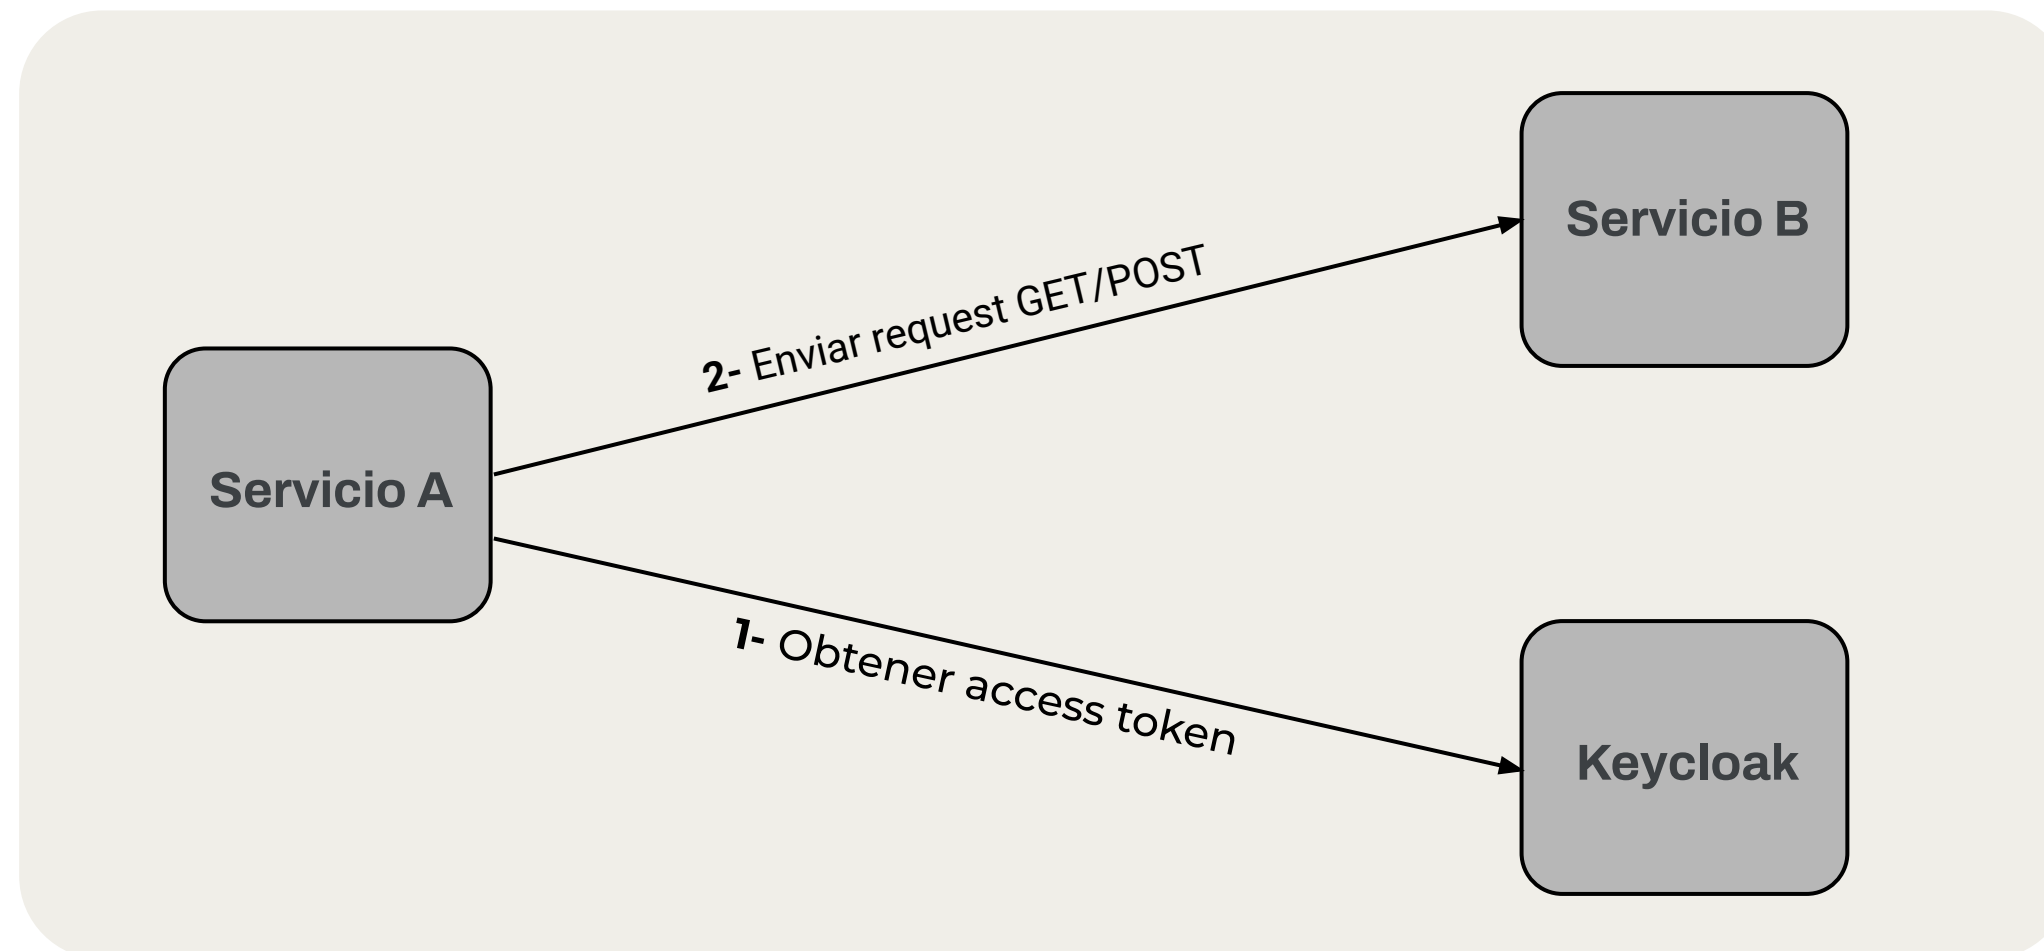 Servicio B
2- Enviar request GET/POST
Servicio A
1- Obtener access token
Keycloak